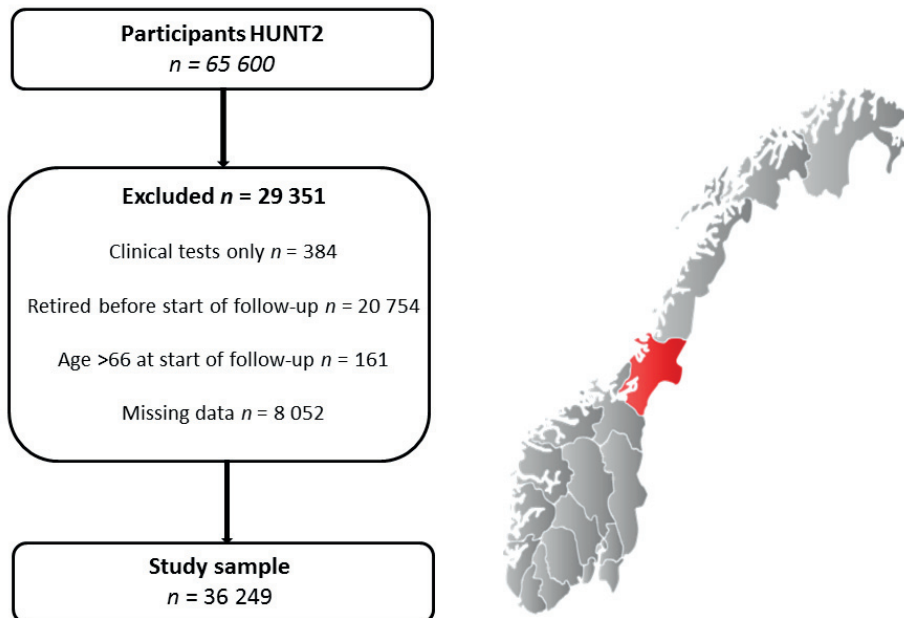 Participants HUNT2
n = 65 600
Excluded n = 29 351
Clinical tests only n = 384
Retired before start of follow-up n = 20 754
Age >66 at start of follow-up n = 161
Missing data n = 8 052
Study sample
n = 36 249